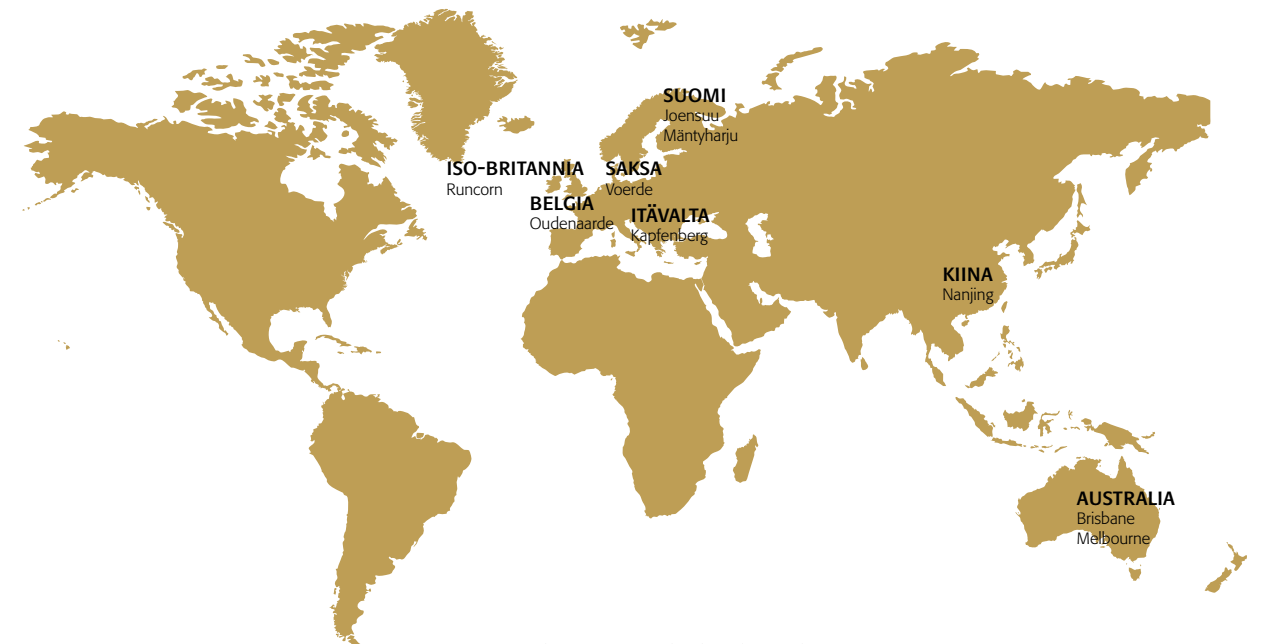 SUOMI
Joensuu
Mäntyharju
ISO-BRITANNIA
Runcorn
SAKSA
Voerde
BELGIA
Oudenaarde
ITÄVALTA
Kapfenberg
KIINA
Nanjing
AUSTRALIA
Brisbane
Melbourne